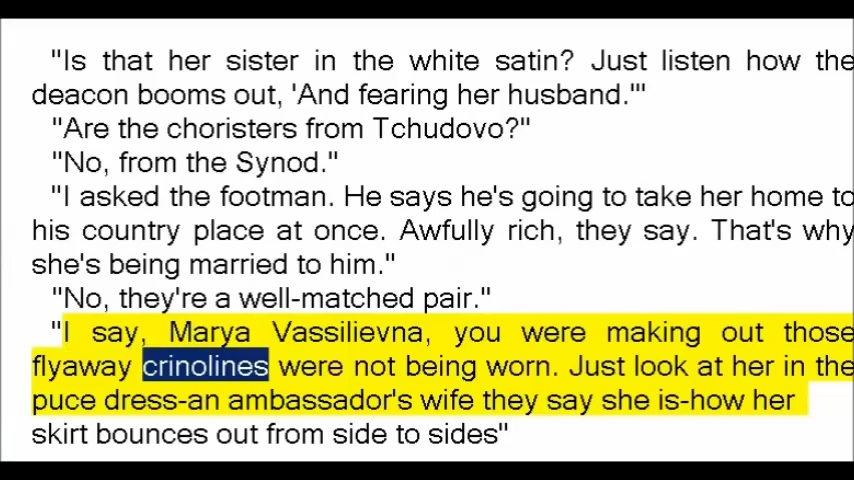 "Is that her sister in the white satin? Just listen how the
deacon booms out, 'And fearing her husband.'"
"Are the choristers from Tchudovo?"
"No, from the Synod."
"I asked the footman. He says he's going to take her home to
his country place at once. Awfully rich, they say. That's why
she's being married to him."
"No, they're a well-matched pair."
"I say, Marya Vassilievna, you were making out those
flyaway crinolines were not being worn. Just look at her in the
puce dress-an ambassador's wife they say she is-how her
skirt bounces out from side to sides"